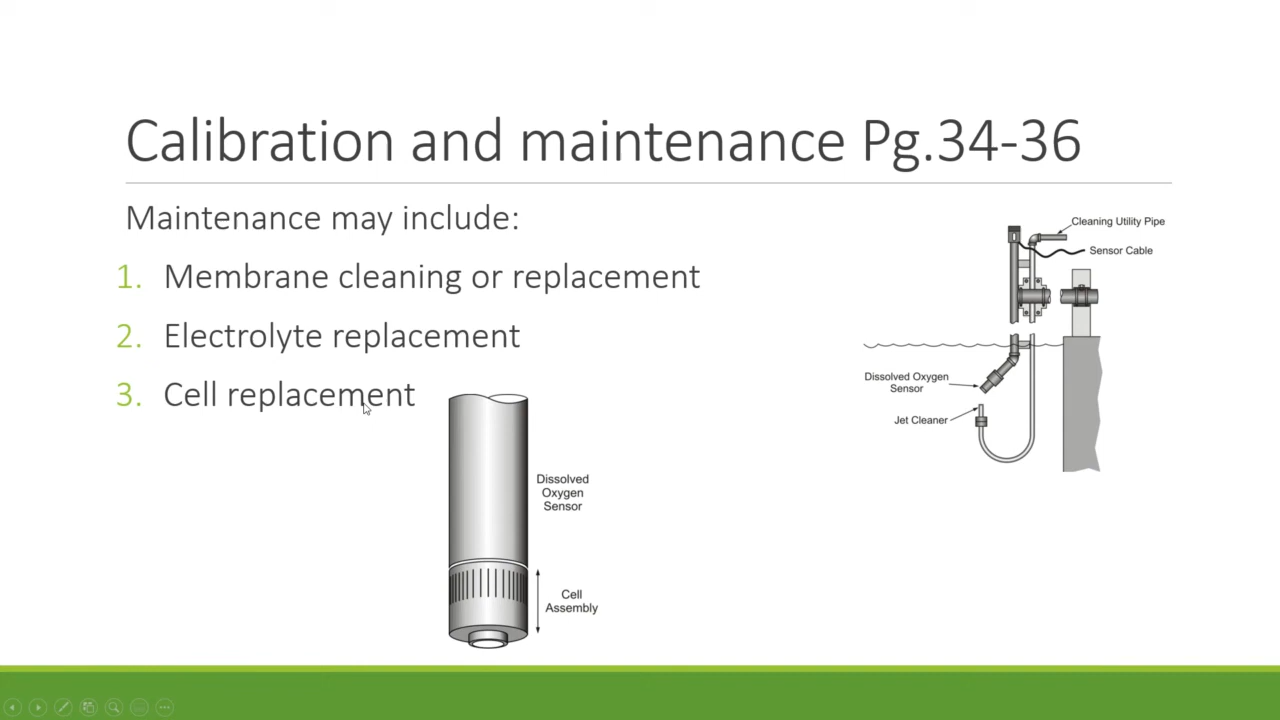 Calibration and maintenance Pg.34-36
Maintenance may include:
1. Membrane cleaning or replacement
2. Electrolyte replacement
3. Cell replacement
Dissolved
Oxygen
Sensor
Cell
Assembly
Cleaning Utility Pipe
Sensor Cable
Dissolved Oxygen
Sensor
Jet Cleaner